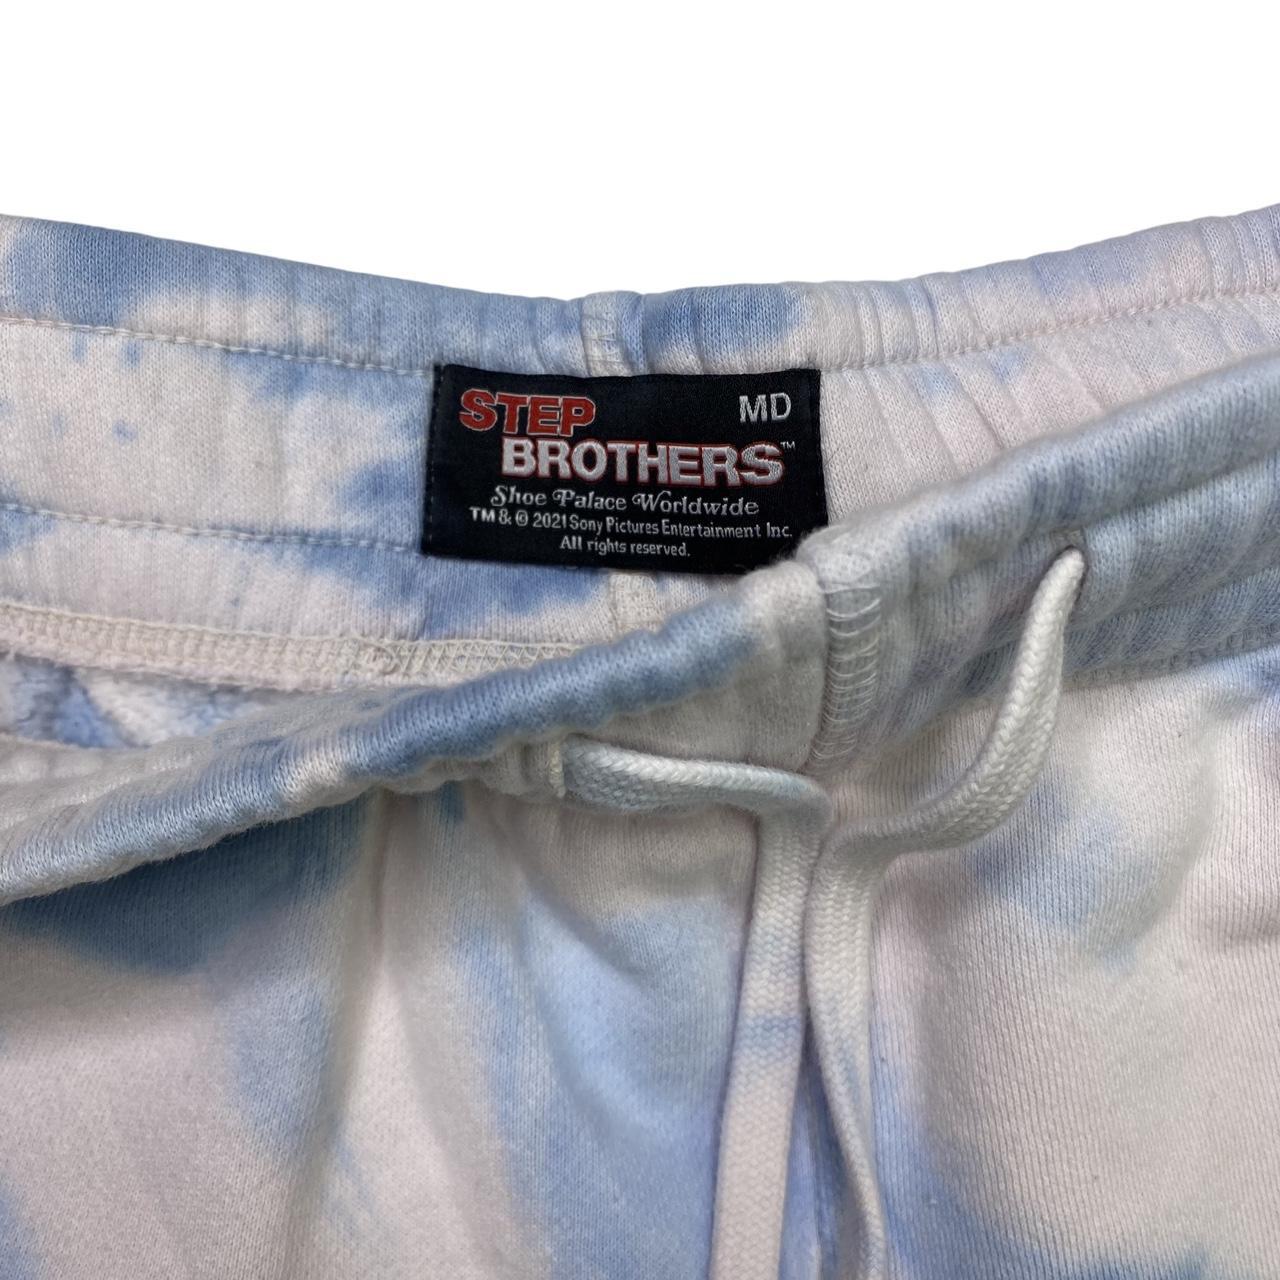 STEP MD
BROTHERS™
Shoe Palace Worldwide
TM & © 2021 Sony Pictures Entertainment Inc.
All rights reserved.